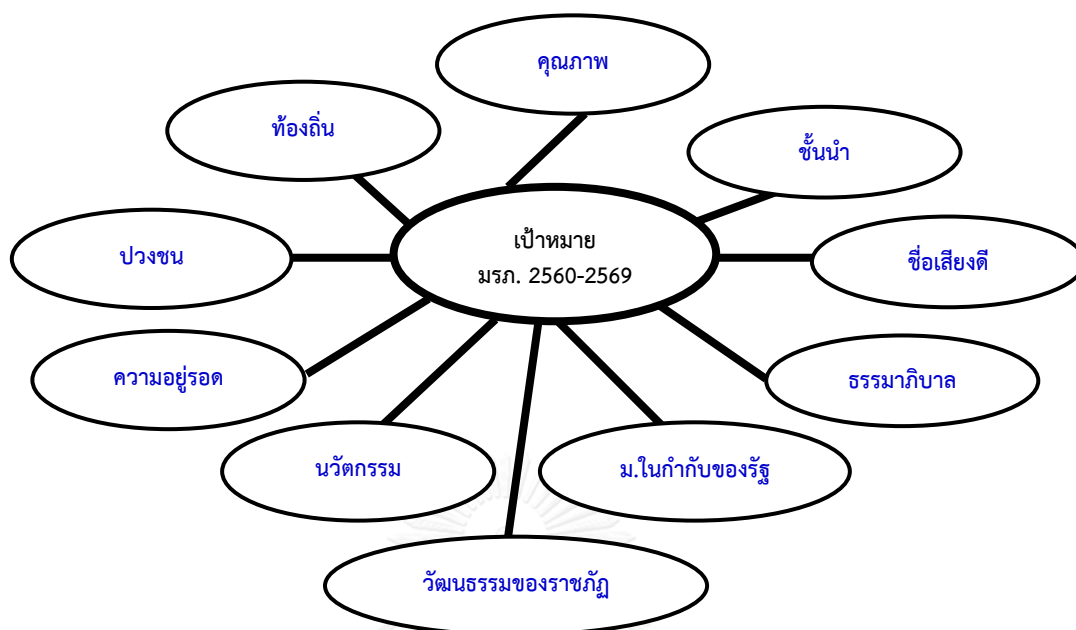 คุณภาพ
ท้องถิ่น
ชั้นนำ
เป้าหมาย
มรภ. 2560-2569
ปวงชน
ชื่อเสียงดี
ความอยู่รอด
ธรรมาภิบาล
นวัตกรรม
ม.ในกำกับของรัฐ
วัฒนธรรมของราชภัฏ